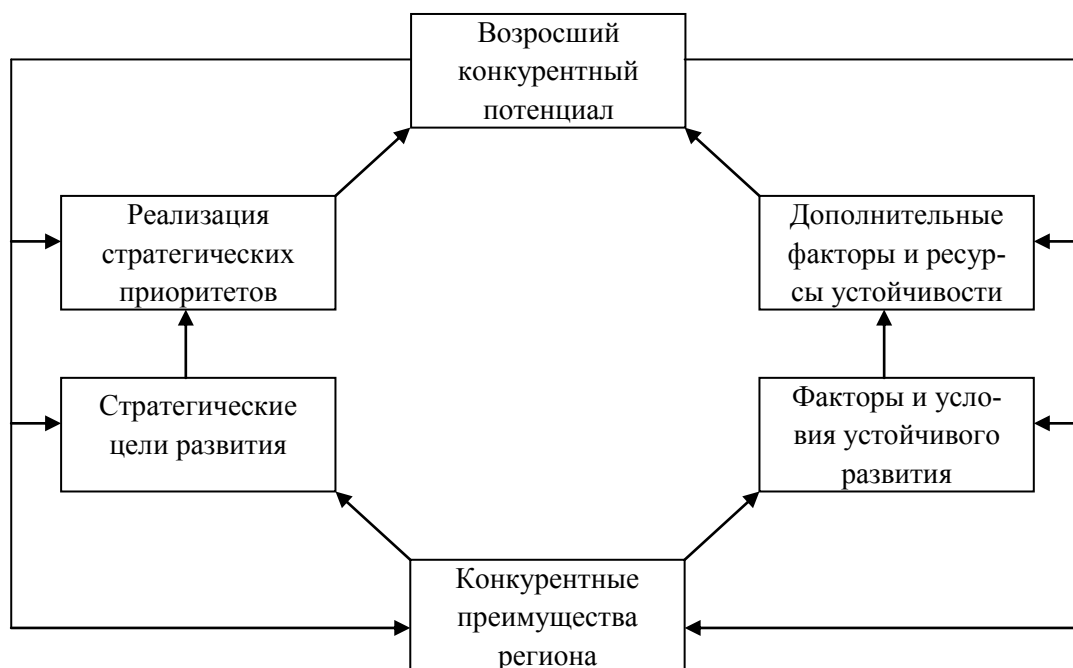 Возросший
конкурентный
потенциал
Реализация
стратегических
приоритетов
Дополнительные
факторы и ресур-
сы устойчивости
Стратегические
цели развития
Факторы и усло-
вия устойчивого
развития
Конкурентные
преимущества
региона